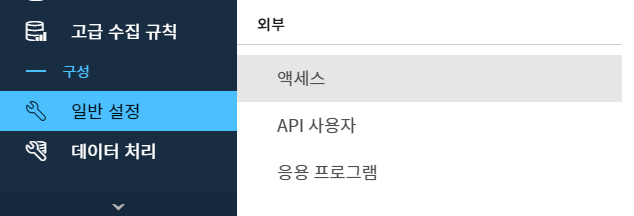 고급 수집 규칙
구성
일반 설정
데이터 처리
외부
액세스
API 사용자
응용 프로그램